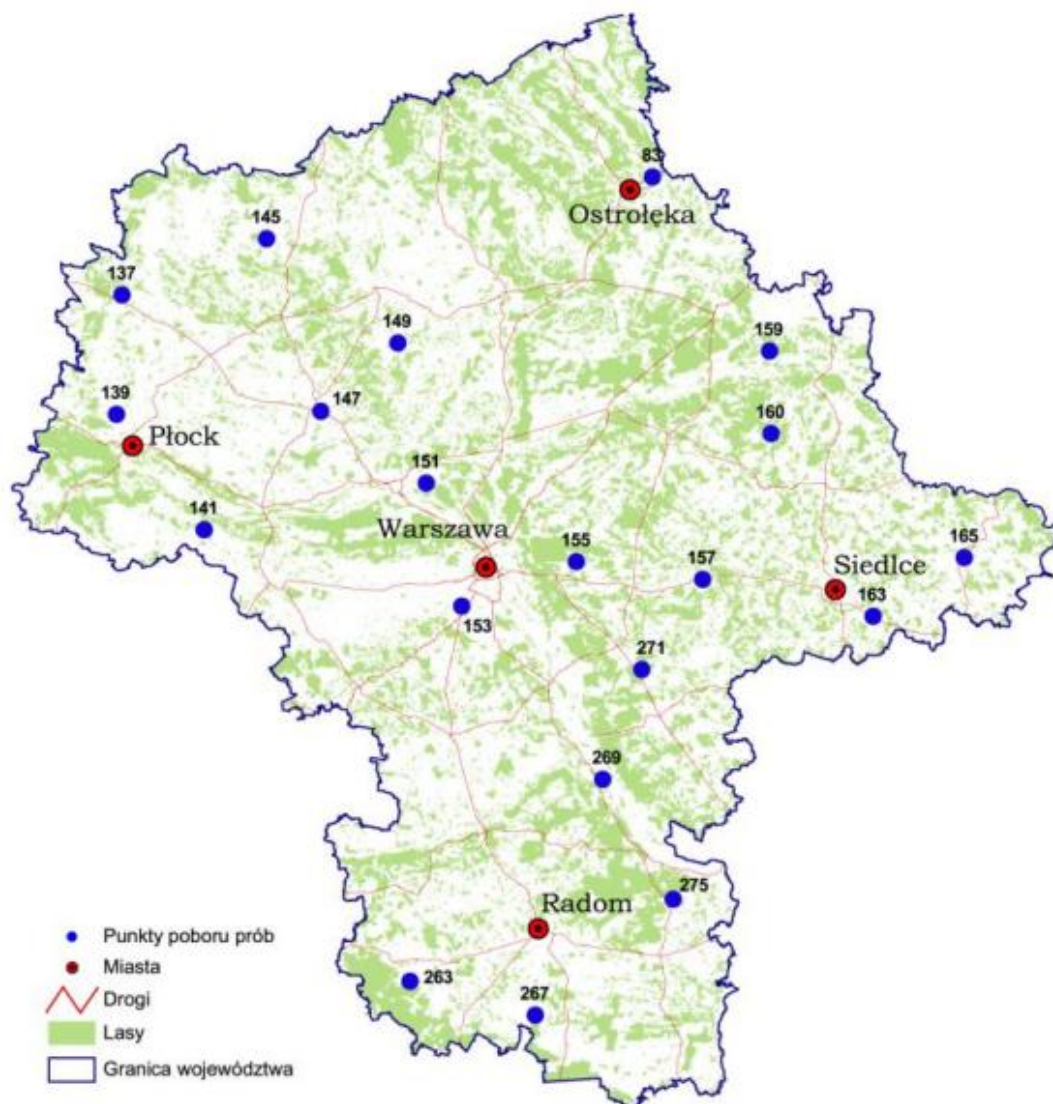 83
Ostrołęka
145
137
149
159
139
147
160
Płock
151
141
Warszawa
155
165
157
Siedlce
163
153
271
269
275
Radom
263
267
Punkty poboru prób
Miasta
Drogi
Lasy
Granica województwa